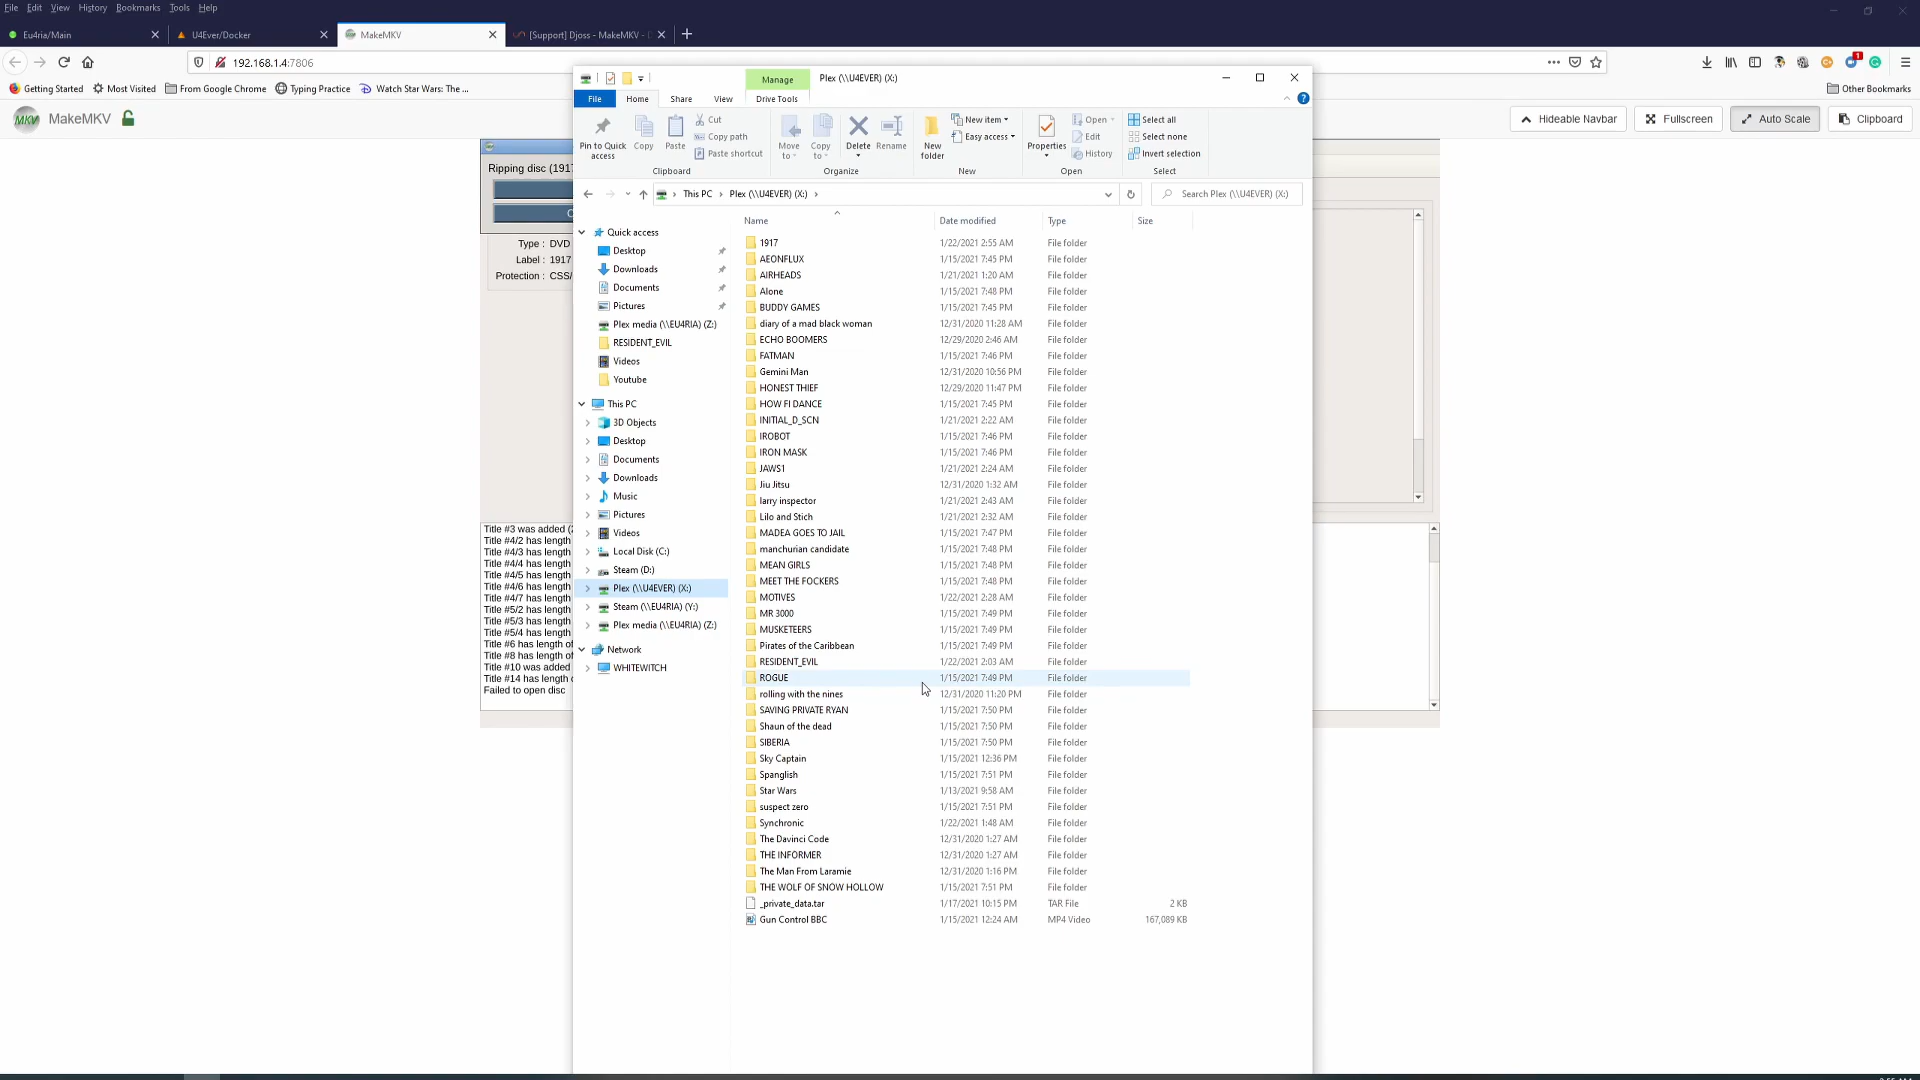 File Edit View History Bookmarks Tools Help
Eu4ria/Main
U4Ever/Docker
MakeMKV
[Support] Djoss - MakeMKV -
192.168.1.4:7806
Getting Started Most Visited From Google Chrome Typing Practice Watch Star Wars: The ... Other Bookmarks
MakeMKV
Hideable Navbar Fullscreen Auto Scale Clipboard
Ripping disc (1917
Type : DVD
Label : 1917
Protection : CSS/
Title #3 was added (
Title #4/2 has length
Title #4/3 has length
Title #4/4 has length
Title #4/5 has length
Title #4/6 has length
Title #4/7 has length
Title #5/2 has length
Title #5/3 has length
Title #5/4 has length
Title #6 has length of
Title #8 has length of
Title #10 was added
Title #14 has length
Failed to open disc
Manage Plex (\\U4EVER) (X:)
File Home Share View Drive Tools
Pin to Quick access
Copy
Paste
Cut
Copy path
Paste shortcut
Clipboard
Move to
Copy to
Delete
Rename
Organize
New folder
New item
Easy access
New
Properties
Open
Edit
History
Open
Select all
Select none
Invert selection
Select
This PC > Plex (\\U4EVER) (X:) >
Search Plex (\\U4EVER) (X:)
Quick access
Desktop
Downloads
Documents
Pictures
Plex media (\\EU4RIA) (Z:)
RESIDENT_EVIL
Videos
Youtube
This PC
3D Objects
Desktop
Documents
Downloads
Music
Pictures
Videos
Local Disk (C:)
Steam (D:)
Plex (\\U4EVER) (X:)
Steam (\\EU4RIA) (Y:)
Plex media (\\EU4RIA) (Z:)
Network
WHITEWITCH
Name Date modified Type Size
1917 1/22/2021 2:55 AM File folder
AEONFLUX 1/15/2021 7:45 PM File folder
AIRHEADS 1/21/2021 1:20 AM File folder
Alone 1/15/2021 7:48 PM File folder
BUDDY GAMES 1/15/2021 7:45 PM File folder
diary of a mad black woman 12/31/2020 11:28 AM File folder
ECHO BOOMERS 12/29/2020 2:46 AM File folder
FATMAN 1/15/2021 7:46 PM File folder
Gemini Man 12/31/2020 10:56 PM File folder
HONEST THIEF 12/29/2020 11:47 PM File folder
HOW FI DANCE 1/15/2021 7:45 PM File folder
INITIAL_D_SCN 1/21/2021 2:22 AM File folder
IROBOT 1/15/2021 7:46 PM File folder
IRON MASK 1/15/2021 7:46 PM File folder
JAWS1 1/21/2021 2:24 AM File folder
Jiu Jitsu 12/31/2020 1:32 AM File folder
larry inspector 1/21/2021 2:43 AM File folder
Lilo and Stich 1/21/2021 2:32 AM File folder
MADEA GOES TO JAIL 1/15/2021 7:47 PM File folder
manchurian candidate 1/15/2021 7:48 PM File folder
MEAN GIRLS 1/15/2021 7:48 PM File folder
MEET THE FOCKERS 1/15/2021 7:48 PM File folder
MOTIVES 1/22/2021 2:28 AM File folder
MR 3000 1/15/2021 7:49 PM File folder
MUSKETEERS 1/15/2021 7:49 PM File folder
Pirates of the Caribbean 1/15/2021 7:49 PM File folder
RESIDENT_EVIL 1/22/2021 2:03 AM File folder
ROGUE 1/15/2021 7:49 PM File folder
rolling with the nines 12/31/2020 11:20 PM File folder
SAVING PRIVATE RYAN 1/15/2021 7:50 PM File folder
Shaun of the dead 1/15/2021 7:50 PM File folder
SIBERIA 1/15/2021 7:50 PM File folder
Sky Captain 1/15/2021 12:36 PM File folder
Spanglish 1/15/2021 7:51 PM File folder
Star Wars 1/13/2021 9:58 AM File folder
suspect zero 1/15/2021 7:51 PM File folder
Synchronic 1/22/2021 1:48 AM File folder
The Davinci Code 12/31/2020 1:27 AM File folder
THE INFORMER 12/31/2020 1:27 AM File folder
The Man From Laramie 12/31/2020 1:16 PM File folder
THE WOLF OF SNOW HOLLOW 1/15/2021 7:51 PM File folder
_private_data.tar 1/17/2021 10:15 PM TAR File 2 KB
Gun Control BBC 1/15/2021 12:24 AM MP4 Video 167,089 KB